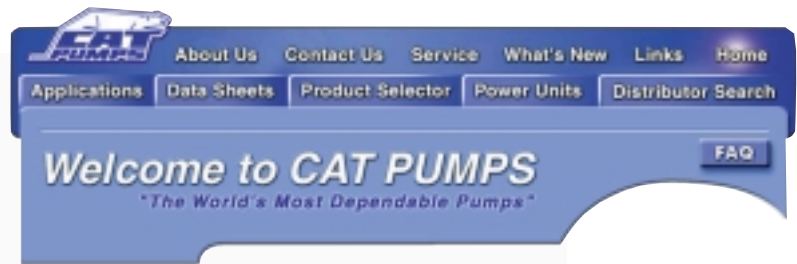 CAT
PUMPS
About Us Contact Us Service What's New Links Home
Applications Data Sheets Product Selector Power Units Distributor Search
FAQ
Welcome to CAT PUMPS
"The World's Most Dependable Pumps"